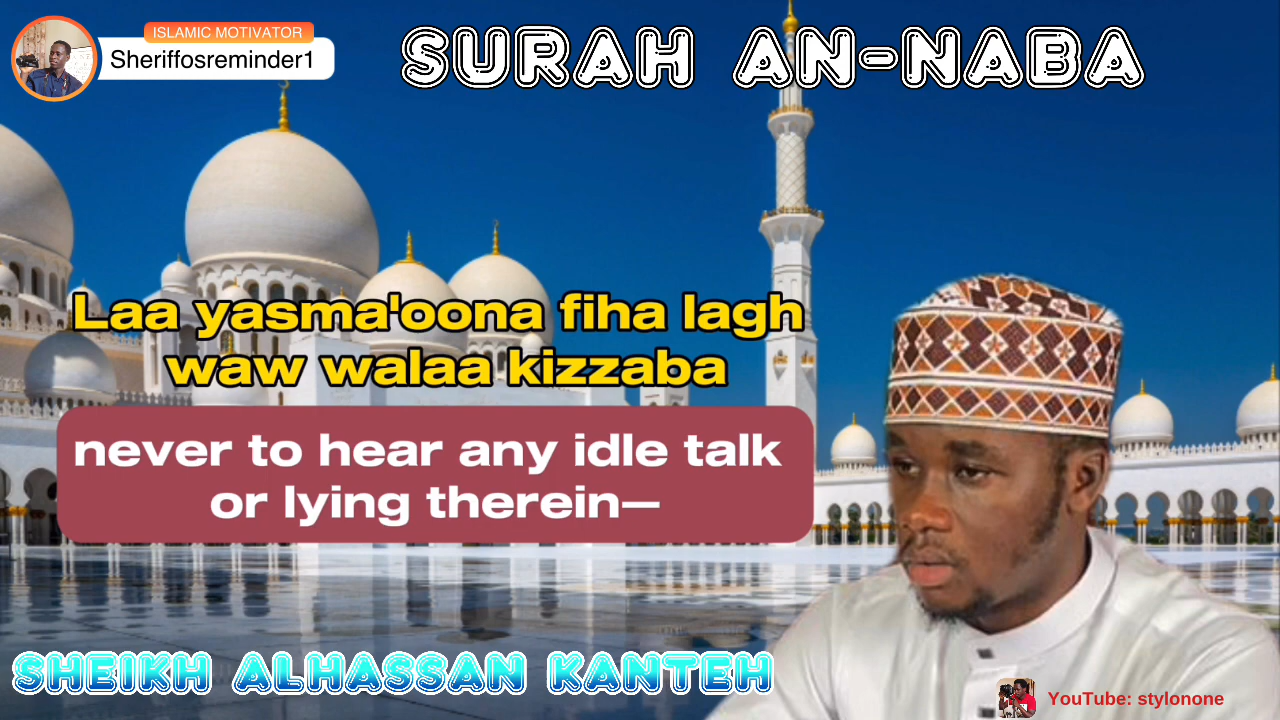 ISLAMIC MOTIVATOR
Sheriffosreminder1
SURAH AN-NABA
Laa yasma'oona fiha lagh
waw walaa kizzaba
never to hear any idle talk
or lying therein—
SHEIKH ALHASSAN KANTEH
YouTube: stylonone